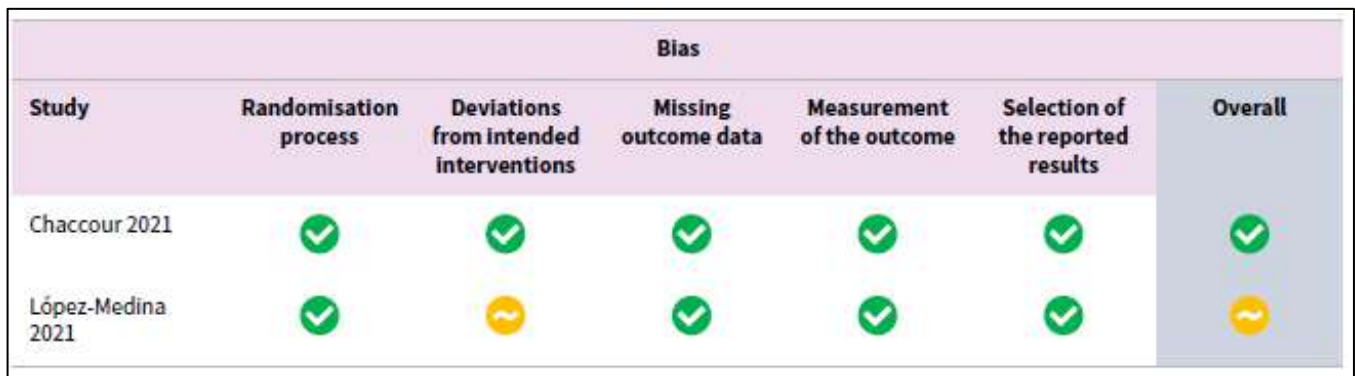 Bias
Study Randomisation Deviations Missing Measurement Selection of Overall
process from intended outcome data of the outcome the reported
interventions results
Chaccour 2021
López-Medina
2021